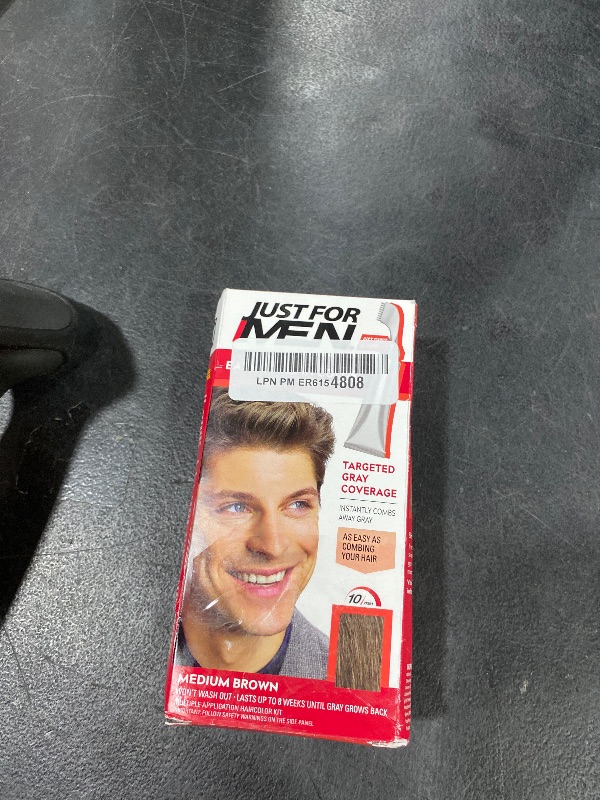 JUST FOR
MEN
LPN PM ER6154808
TARGETED
GRAY
COVERAGE
INSTANTLY COMBS
AWAY GRAY
AS EASY AS
COMBING
YOUR HAIR
10/MIN
MEDIUM BROWN
WON'T WASH OUT · LASTS UP TO 8 WEEKS UNTIL GRAY GROWS BACK
MULTIPLE APPLICATION HAIRCOLOR KIT
IMPORTANT, FOLLOW SAFETY WARNINGS ON THE SIDE PANEL